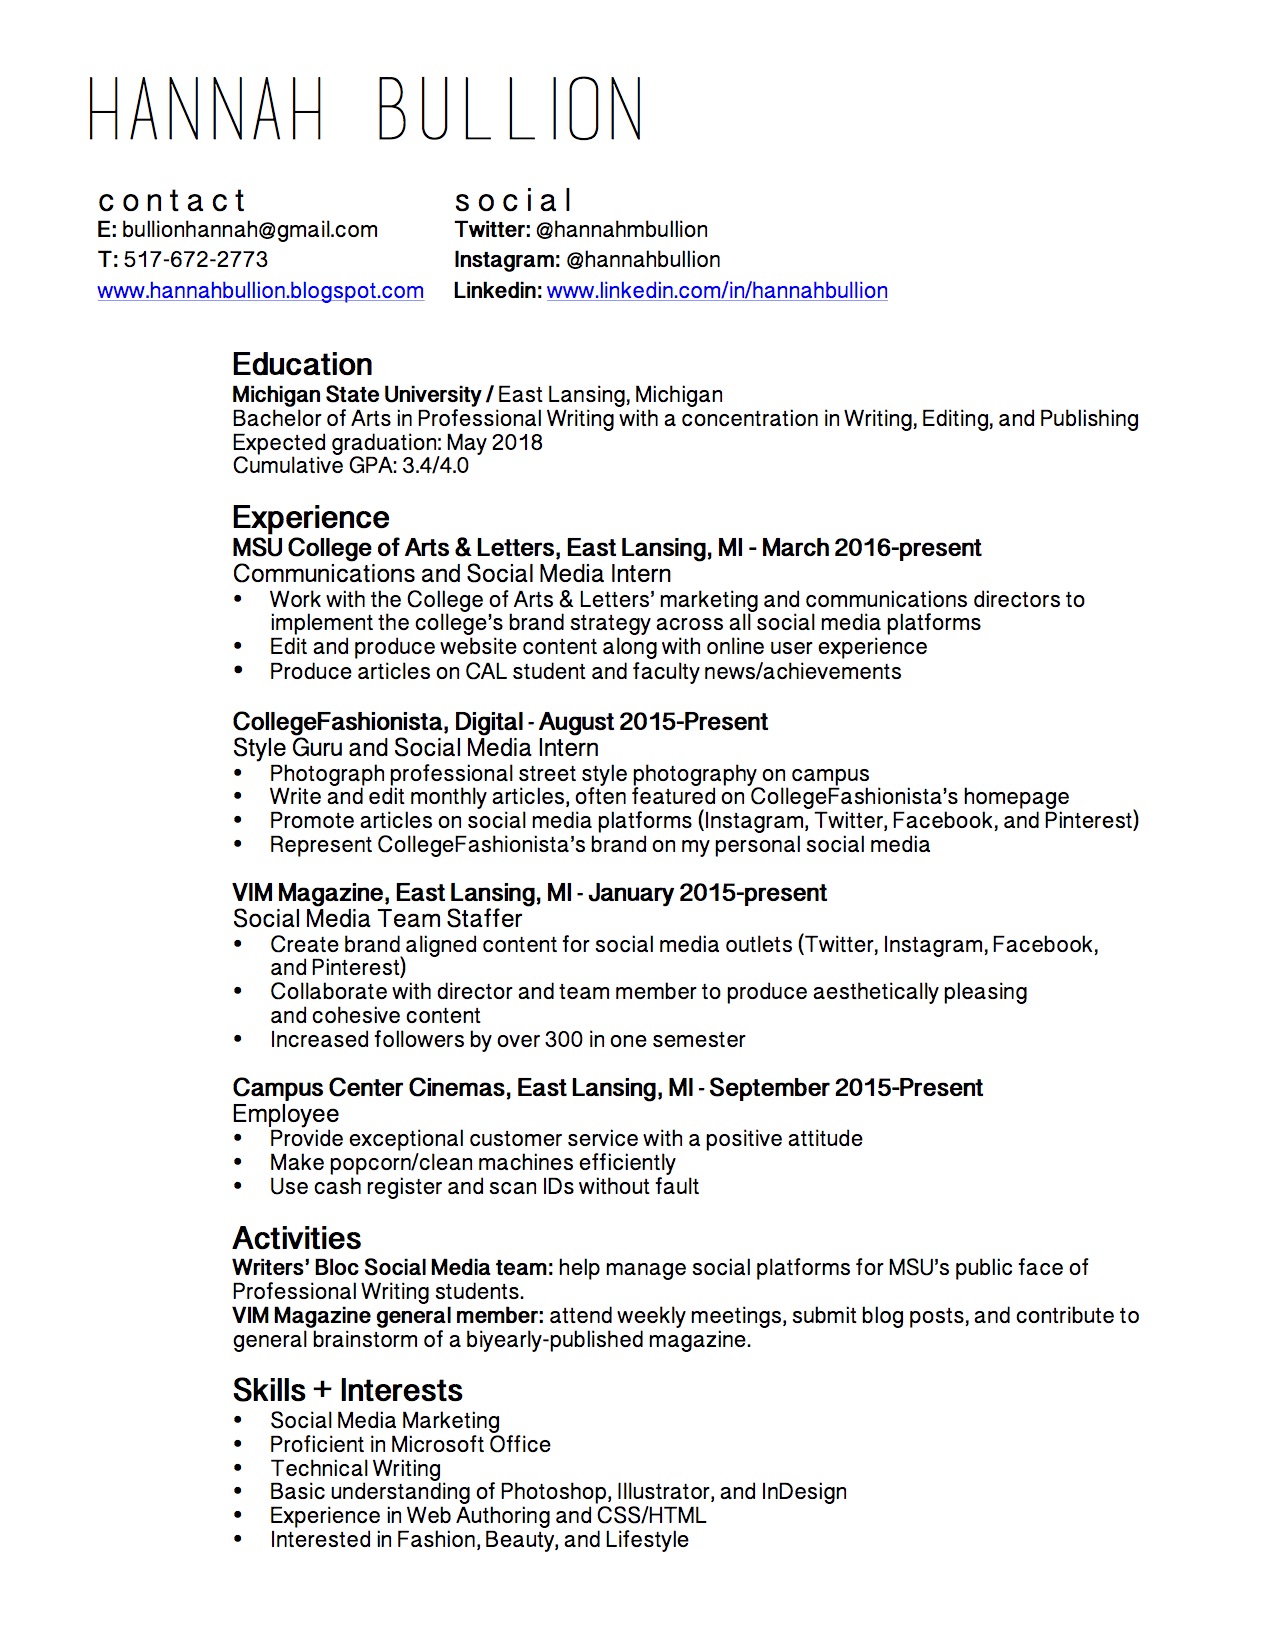 HANNAH BULLION
contact
E: bullionhannah@gmail.com
T: 517-672-2773
www.hannahbullion.blogspot.com
social
Twitter: @hannahmbullion
Instagram: @hannahbullion
Linkedin: www.linkedin.com/in/hannahbullion
Education
Michigan State University / East Lansing, Michigan
Bachelor of Arts in Professional Writing with a concentration in Writing, Editing, and Publishing
Expected graduation: May 2018
Cumulative GPA: 3.4/4.0
Experience
MSU College of Arts & Letters, East Lansing, MI - March 2016-present
Communications and Social Media Intern
• Work with the College of Arts & Letters’ marketing and communications directors to
implement the college’s brand strategy across all social media platforms
• Edit and produce website content along with online user experience
• Produce articles on CAL student and faculty news/achievements
CollegeFashionista, Digital - August 2015-Present
Style Guru and Social Media Intern
• Photograph professional street style photography on campus
• Write and edit monthly articles, often featured on CollegeFashionista’s homepage
• Promote articles on social media platforms (Instagram, Twitter, Facebook, and Pinterest)
• Represent CollegeFashionista’s brand on my personal social media
VIM Magazine, East Lansing, MI - January 2015-present
Social Media Team Staffer
• Create brand aligned content for social media outlets (Twitter, Instagram, Facebook,
and Pinterest)
• Collaborate with director and team member to produce aesthetically pleasing
and cohesive content
• Increased followers by over 300 in one semester
Campus Center Cinemas, East Lansing, MI - September 2015-Present
Employee
• Provide exceptional customer service with a positive attitude
• Make popcorn/clean machines efficiently
• Use cash register and scan IDs without fault
Activities
Writers’ Bloc Social Media team: help manage social platforms for MSU’s public face of
Professional Writing students.
VIM Magazine general member: attend weekly meetings, submit blog posts, and contribute to
general brainstorm of a biyearly-published magazine.
Skills + Interests
• Social Media Marketing
• Proficient in Microsoft Office
• Technical Writing
• Basic understanding of Photoshop, Illustrator, and InDesign
• Experience in Web Authoring and CSS/HTML
• Interested in Fashion, Beauty, and Lifestyle